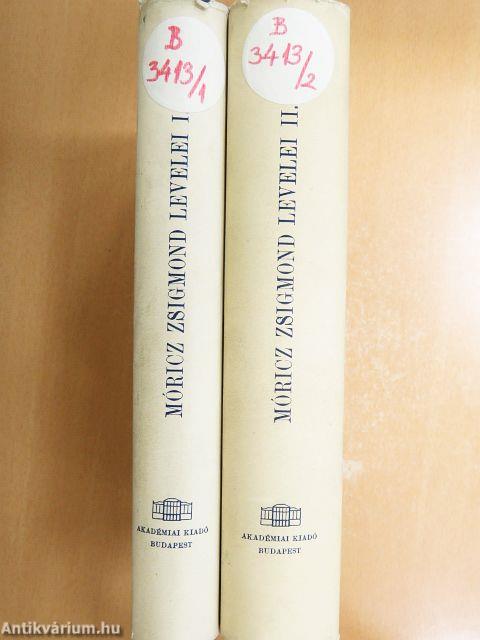 B
3413/1
MÓRICZ ZSIGMOND LEVELEI I.
AKADÉMIAI KIADÓ
BUDAPEST
B
3413/2
MÓRICZ ZSIGMOND LEVELEI II.
AKADÉMIAI KIADÓ
BUDAPEST
Antikvárium.hu